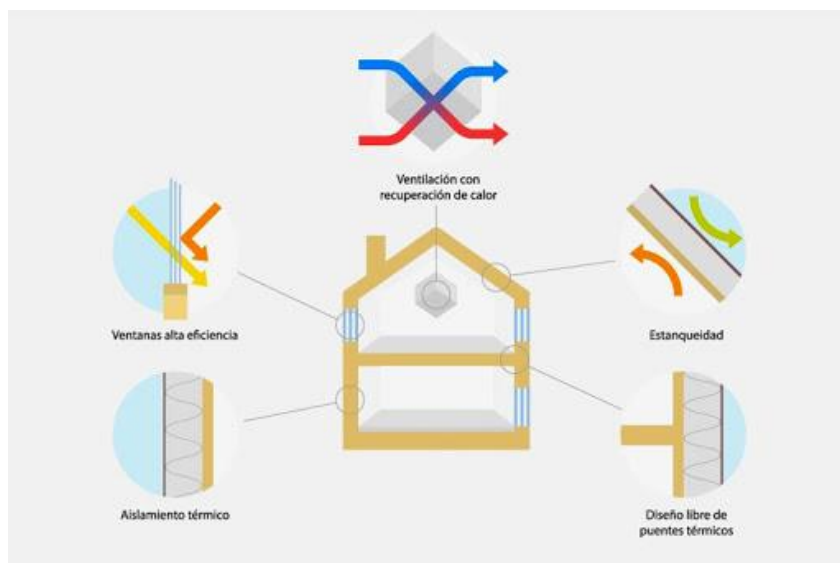 Ventilación con
recuperación de calor
Ventanas alta eficiencia
Estanqueidad
Aislamiento térmico
Diseño libre de
puentes térmicos